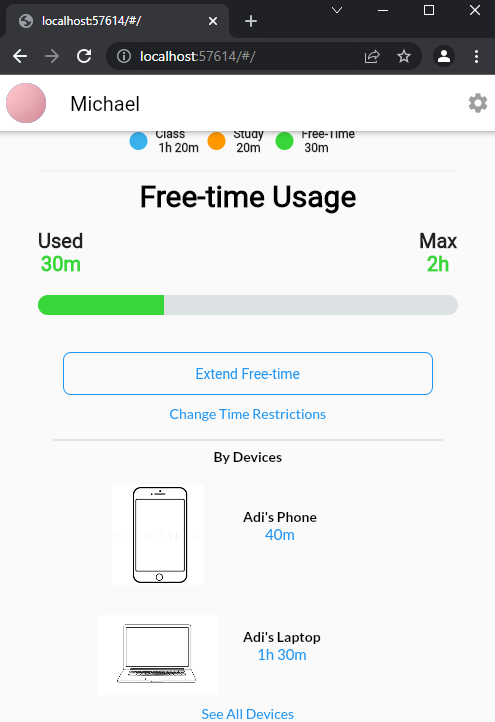 localhost:57614/#/
localhost:57614/#/
Michael
Class Study Free-Time
1h 20m 20m 30m
Free-time Usage
Used Max
30m 2h
Extend Free-time
Change Time Restrictions
By Devices
Adi's Phone
40m
Adi's Laptop
1h 30m
See All Devices